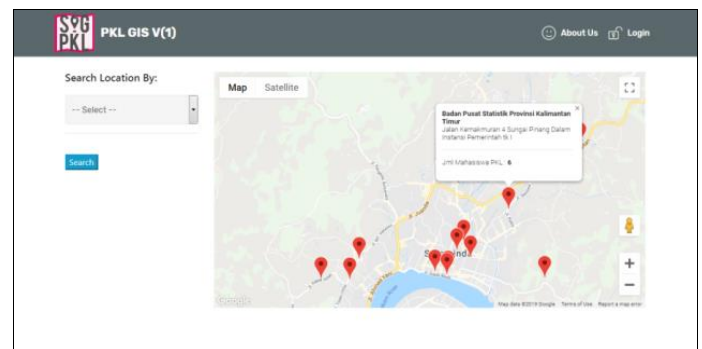 SOG
PKL
PKL GIS V(1)
About Us
Login
Search Location By:
-- Select --
Search
Map
Satellite
Badan Pusat Statistik Provinsi Kalimantan
Timur
Jalan Kemakmuran 4 Sungai Pinang Dalam
Instansi Pemerintah
Jml Mahasiswa PKL : 6
Google
Map data ©2019 Google
Terms of Use
Report a map error